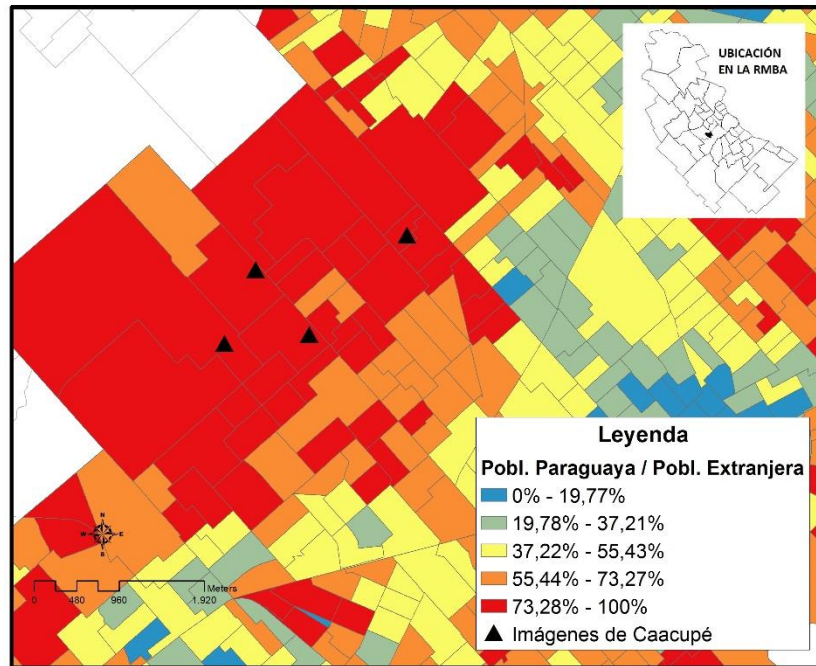 UBICACIÓN
EN LA RMBA
Leyenda
Pobl. Paraguaya / Pobl. Extranjera
0% - 19,77%
19,78% - 37,21%
37,22% - 55,43%
55,44% - 73,27%
73,28% - 100%
Imágenes de Caacupé
N
W E
S
Meters
0 480 960 1.920